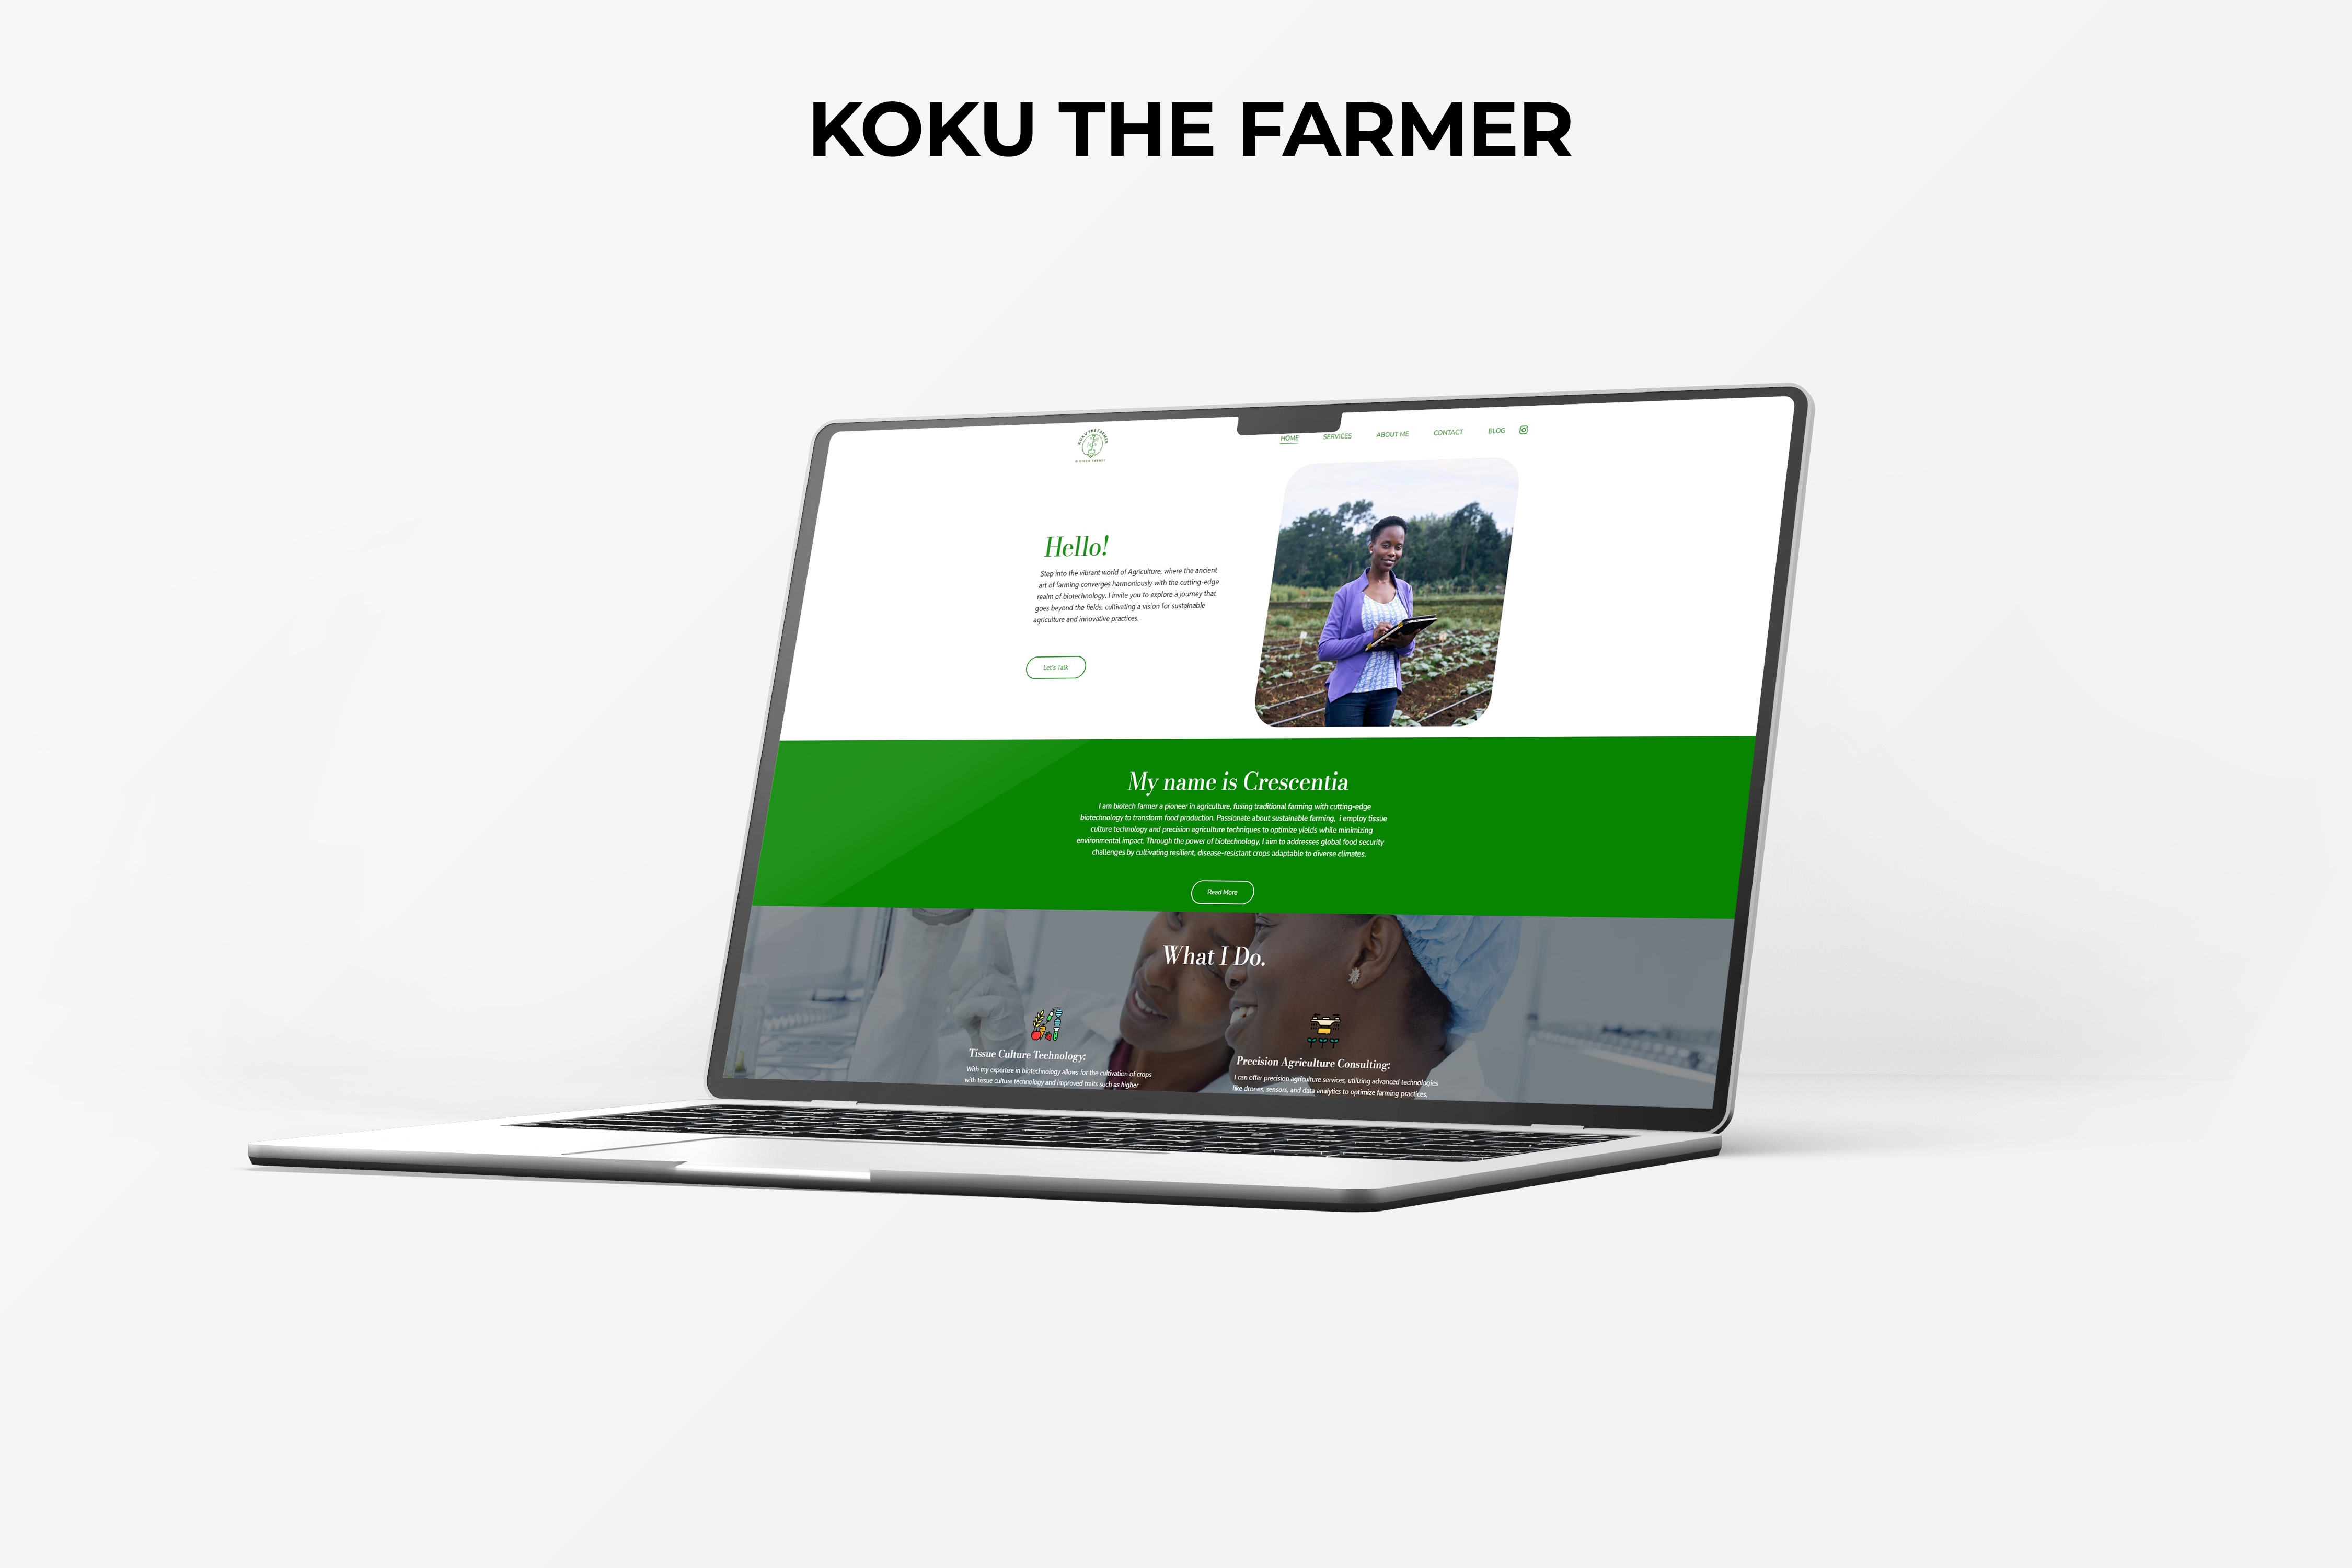 KOKU THE FARMER
KOKU THE FARMER
BIOTECH FARMER
HOME SERVICES ABOUT ME CONTACT BLOG
Hello!
Step into the vibrant world of Agriculture, where the ancient
art of farming converges harmoniously with the cutting-edge
realm of biotechnology. I invite you to explore a journey that
goes beyond the fields, cultivating a vision for sustainable
agriculture and innovative practices.
Let's Talk
My name is Crescentia
I am biotech farmer a pioneer in agriculture, fusing traditional farming with cutting-edge
biotechnology to transform food production. Passionate about sustainable farming, i employ tissue
culture technology and precision agriculture techniques to optimize yields while minimizing
environmental impact. Through the power of biotechnology, I aim to addresses global food security
challenges by cultivating resilient, disease-resistant crops adaptable to diverse climates.
Read More
What I Do.
Tissue Culture Technology:
With my expertise in biotechnology allows for the cultivation of crops
with tissue culture technology and improved traits such as higher
Precision Agriculture Consulting:
I can offer precision agriculture services, utilizing advanced technologies
like drones, sensors, and data analytics to optimize farming practices,